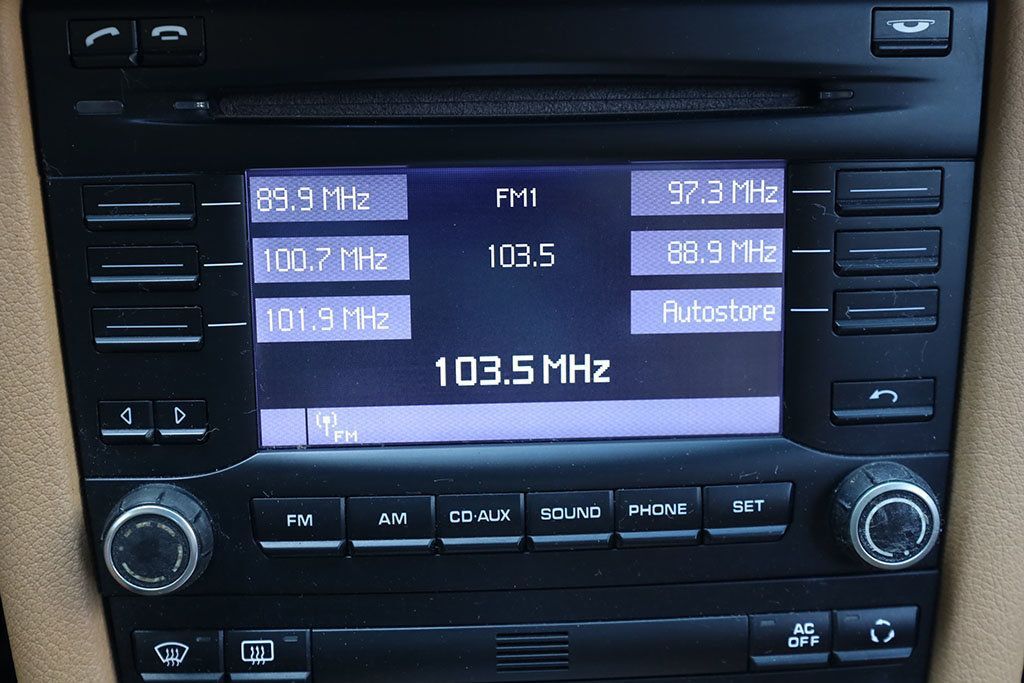 89.9 MHz
FM1
97.3 MHz
100.7 MHz
103.5
88.9 MHz
101.9 MHz
Autostore
103.5 MHz
FM
FM
AM
CD·AUX
SOUND
PHONE
SET
AC
OFF